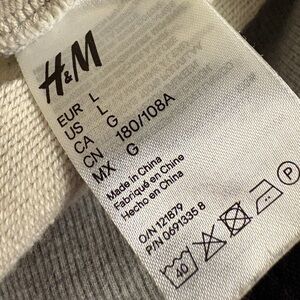 H&M
EUR L
US L
CA G
CN 180/108A
MX G
Made in China
Fabriqué en Chine
Hecho en China
O/N 121879
P/N 0691335 8
40
P